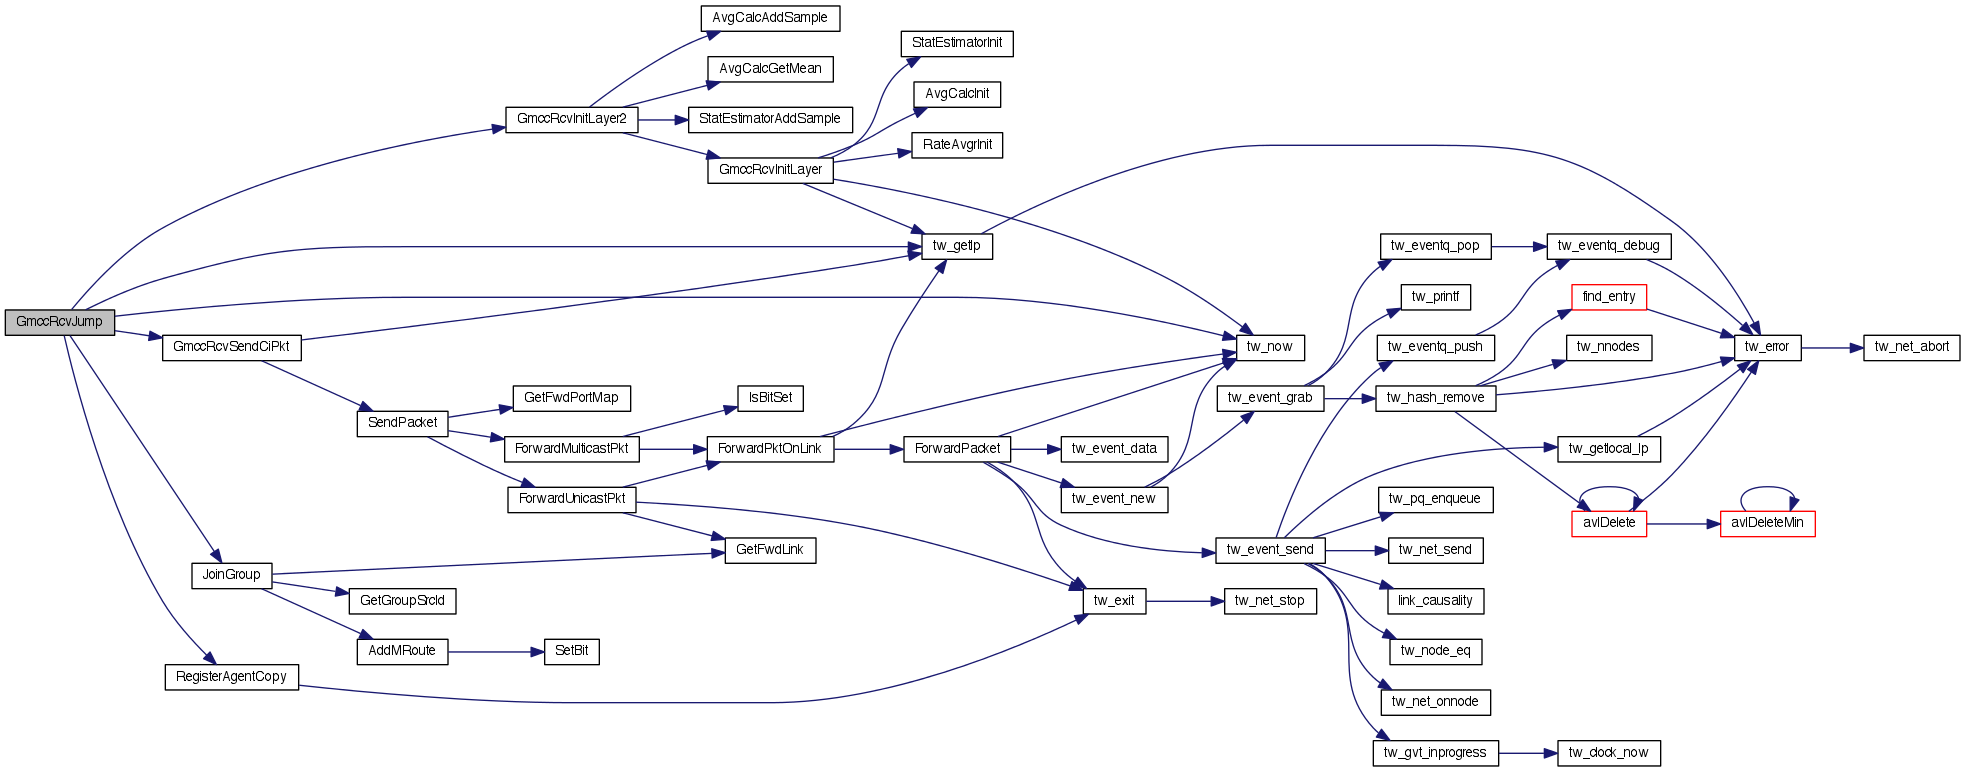 AvgCalcAddSample
StatEstimatorInit
AvgCalcGetMean
AvgCalcInit
GmccRcvInitLayer2
StatEstimatorAddSample
RateAvgrInit
GmccRcvInitLayer
tw_getlp
tw_eventq_pop
tw_eventq_debug
tw_printf
find_entry
GmccRcvJump
GmccRcvSendCiPkt
tw_now
tw_eventq_push
tw_nnodes
tw_error
tw_net_abort
GetFwdPortMap
IsBitSet
tw_event_grab
tw_hash_remove
SendPacket
ForwardMulticastPkt
ForwardPktOnLink
ForwardPacket
tw_event_data
tw_getlocal_lp
ForwardUnicastPkt
tw_event_new
tw_pq_enqueue
avlDelete
avlDeleteMin
GetFwdLink
tw_event_send
tw_net_send
JoinGroup
GetGroupSrcId
tw_exit
tw_net_stop
link_causality
AddMRoute
SetBit
tw_node_eq
RegisterAgentCopy
tw_net_onnode
tw_gvt_inprogress
tw_clock_now